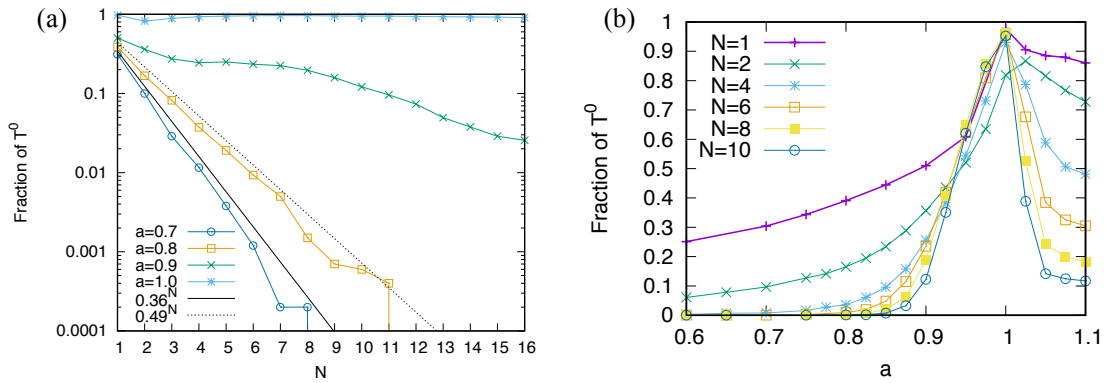 (a)
Fraction of T⁰
1
0.1
0.01
0.001
0.0001
a=0.7
a=0.8
a=0.9
a=1.0
0.36ᴺ
0.49ᴺ
1 2 3 4 5 6 7 8 9 10 11 12 13 14 15 16
N
(b)
Fraction of T⁰
1
0.9
0.8
0.7
0.6
0.5
0.4
0.3
0.2
0.1
0
N=1
N=2
N=4
N=6
N=8
N=10
0.6 0.7 0.8 0.9 1 1.1
a